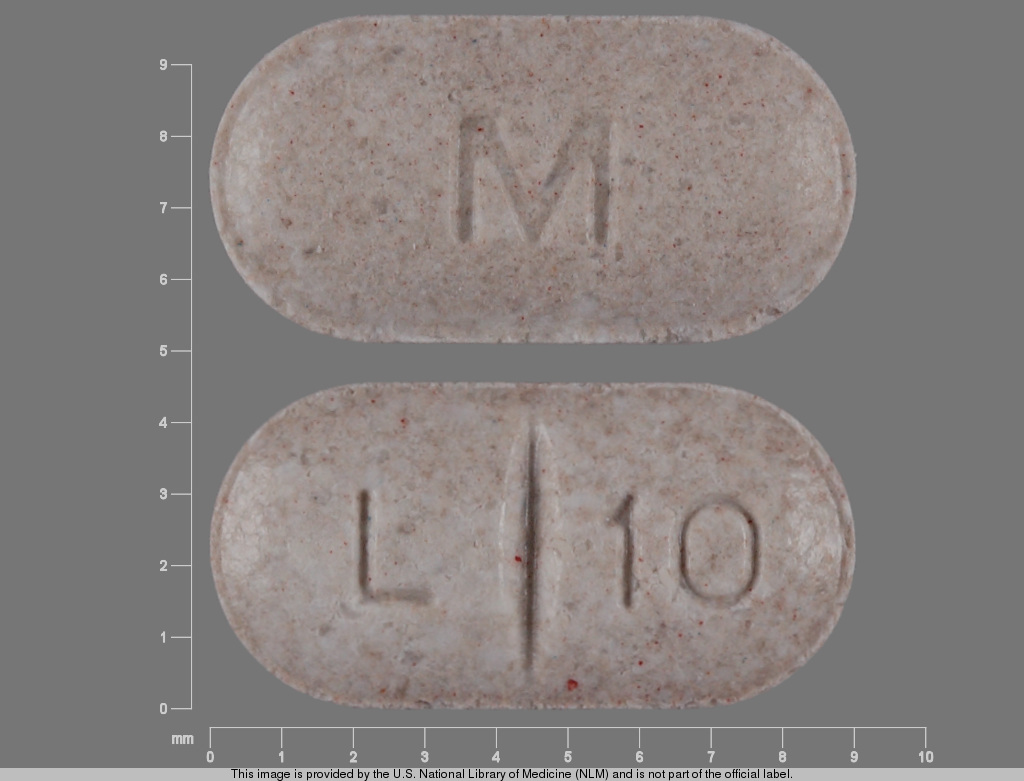 M
L 10
9
8
7
6
5
4
3
2
1
0
mm
0 1 2 3 4 5 6 7 8 9 10
This image is provided by the U.S. National Library of Medicine (NLM) and is not part of the official label.